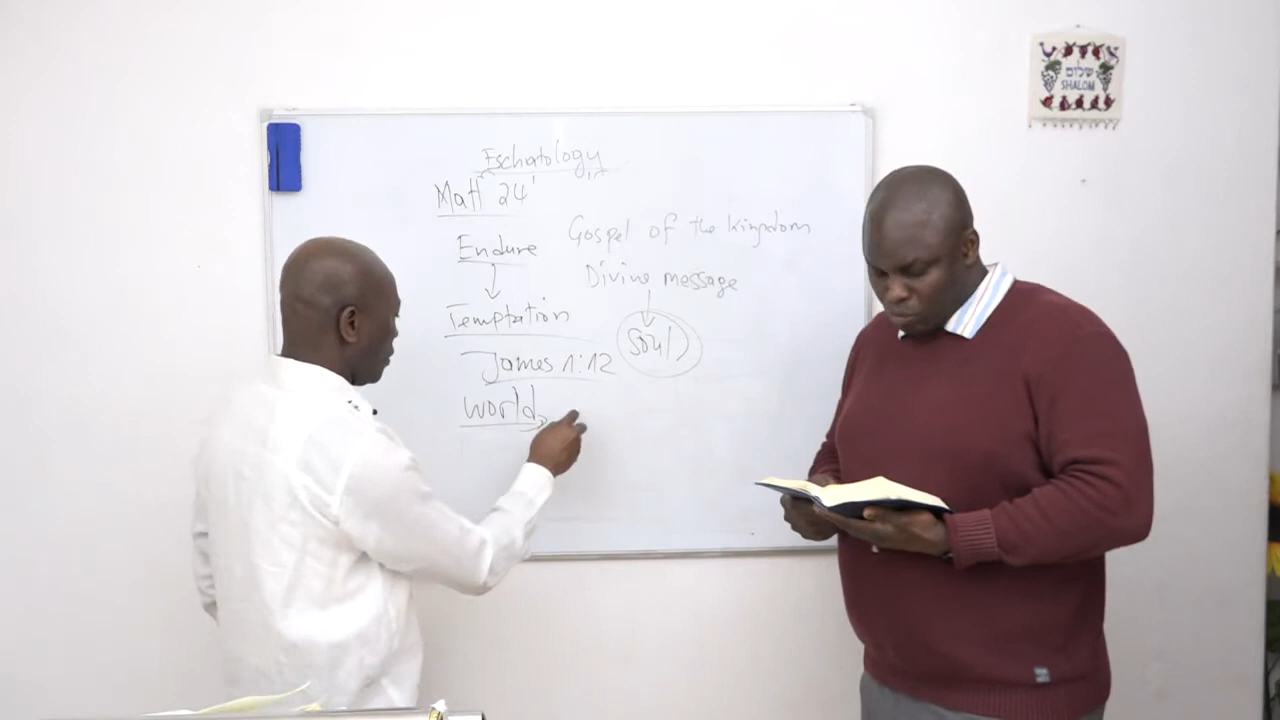 Eschatology
Matt 24
Endure
Gospel of the kingdom
Divine message
Temptation
Soul
James 1:12
World
שלום
SHALOM